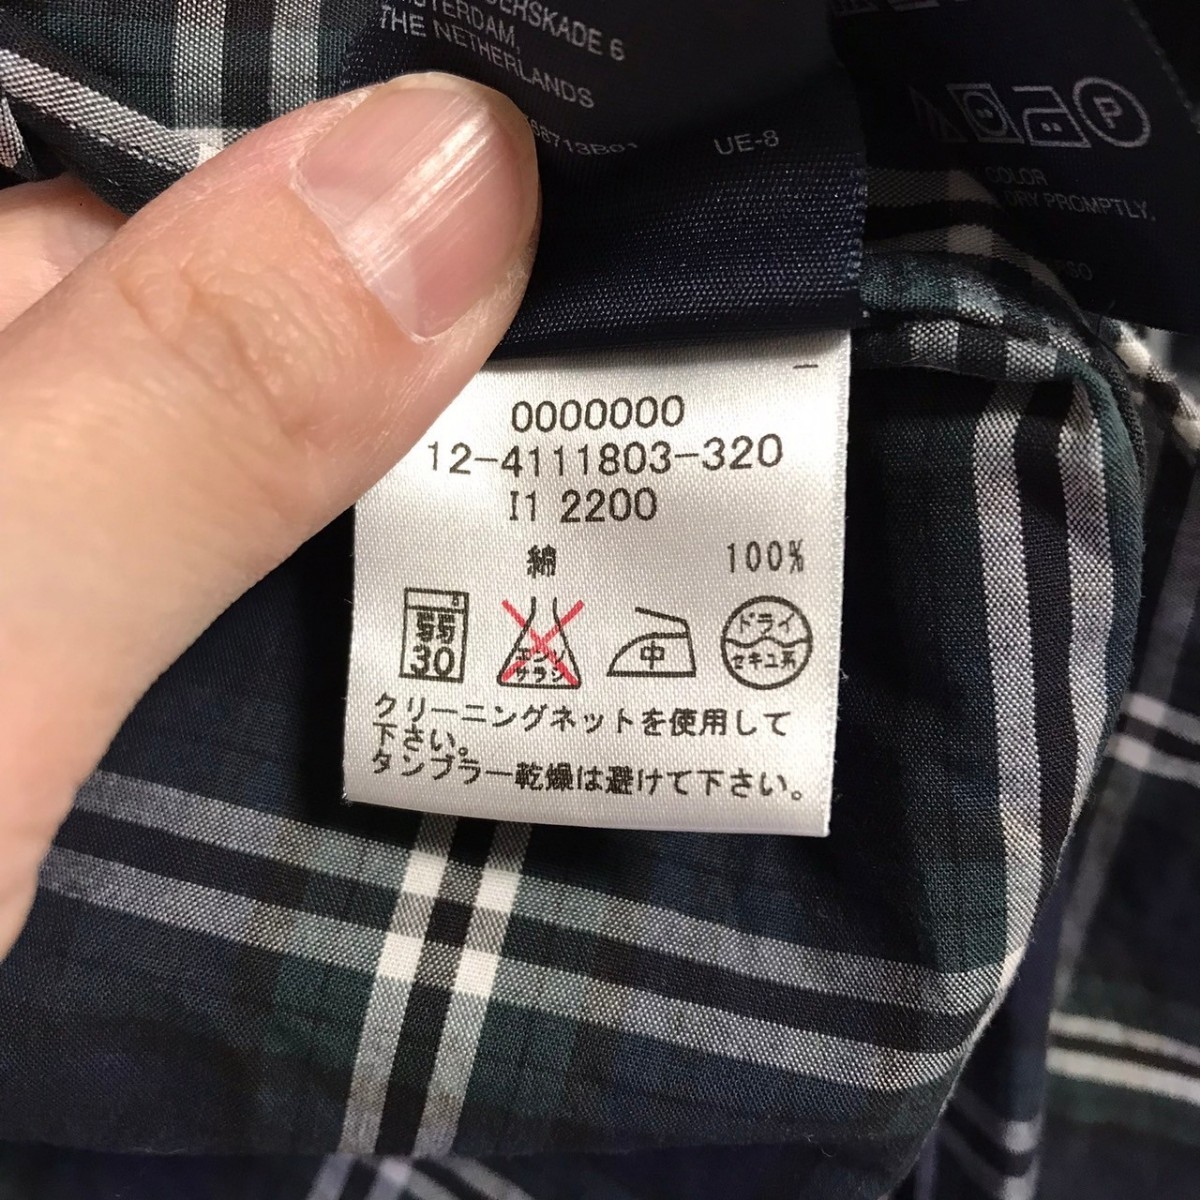 6
THE NETHERLANDS
UE-8
P
COLOR
DRY PROMPTLY.
0000000
12-4111803-320
I1 2200
綿 100%
弱 30
エンソ サラシ
中
ドライ セキユ系
クリーニングネットを使用して
下さい。
タンブラー乾燥は避けて下さい。